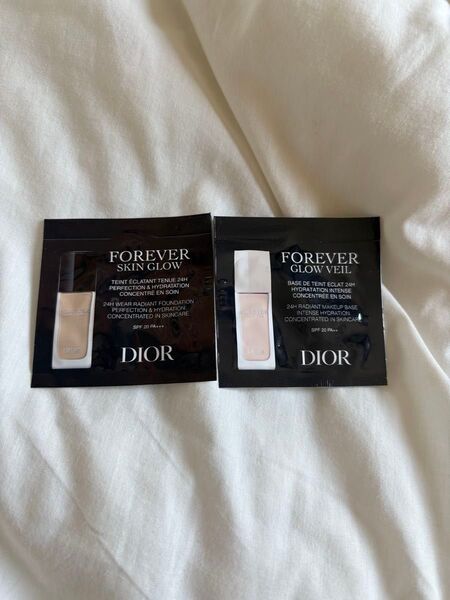 FOREVER
SKIN GLOW
TEINT ÉCLATANT TENUE 24H
PERFECTION & HYDRATATION
CONCENTRÉ EN SOIN
24H WEAR RADIANT FOUNDATION
PERFECTION & HYDRATION
CONCENTRATED IN SKINCARE
SPF 20 PA+++
DIOR
FOREVER
GLOW VEIL
BASE DE TEINT ÉCLAT 24H
HYDRATATION INTENSE
CONCENTRÉE EN SOIN
24H RADIANT MAKEUP BASE
INTENSE HYDRATION
CONCENTRATED IN SKINCARE
SPF 20 PA++
DIOR